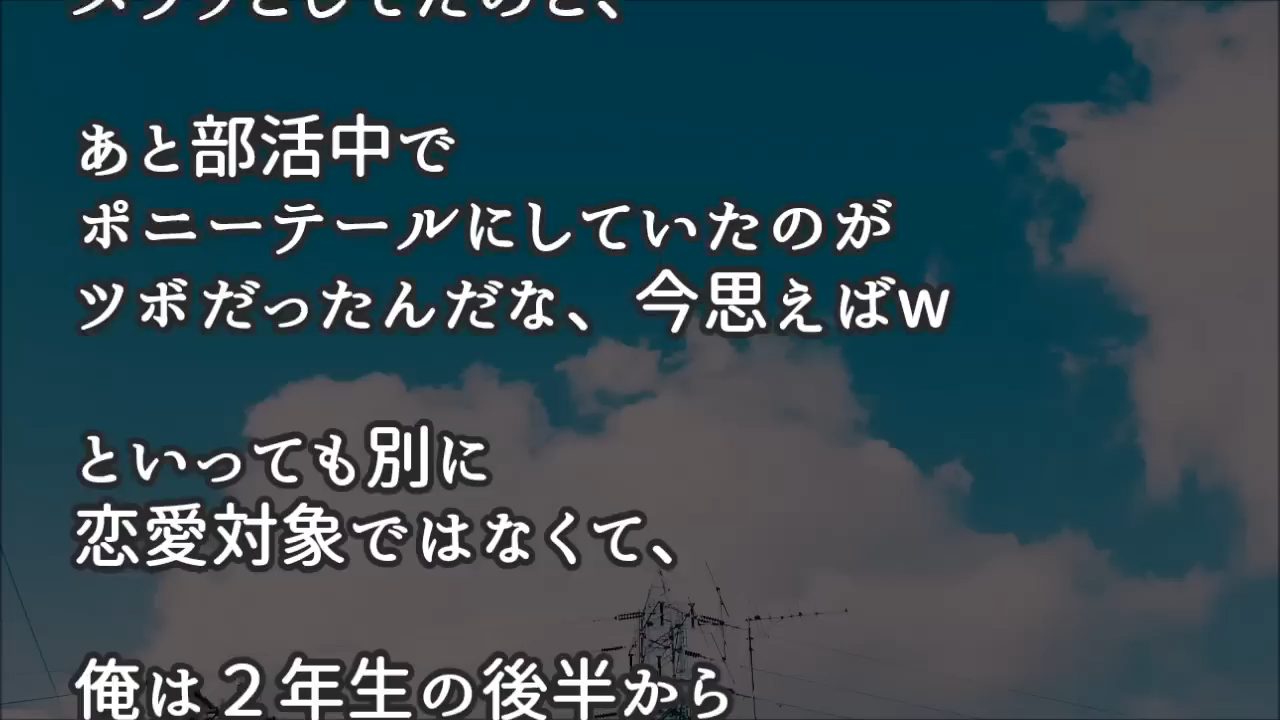 あと部活中で
ポニーテールにしていたのが
ツボだったんだな、今思えばw
といっても別に
恋愛対象ではなくて、
俺は２年生の後半から